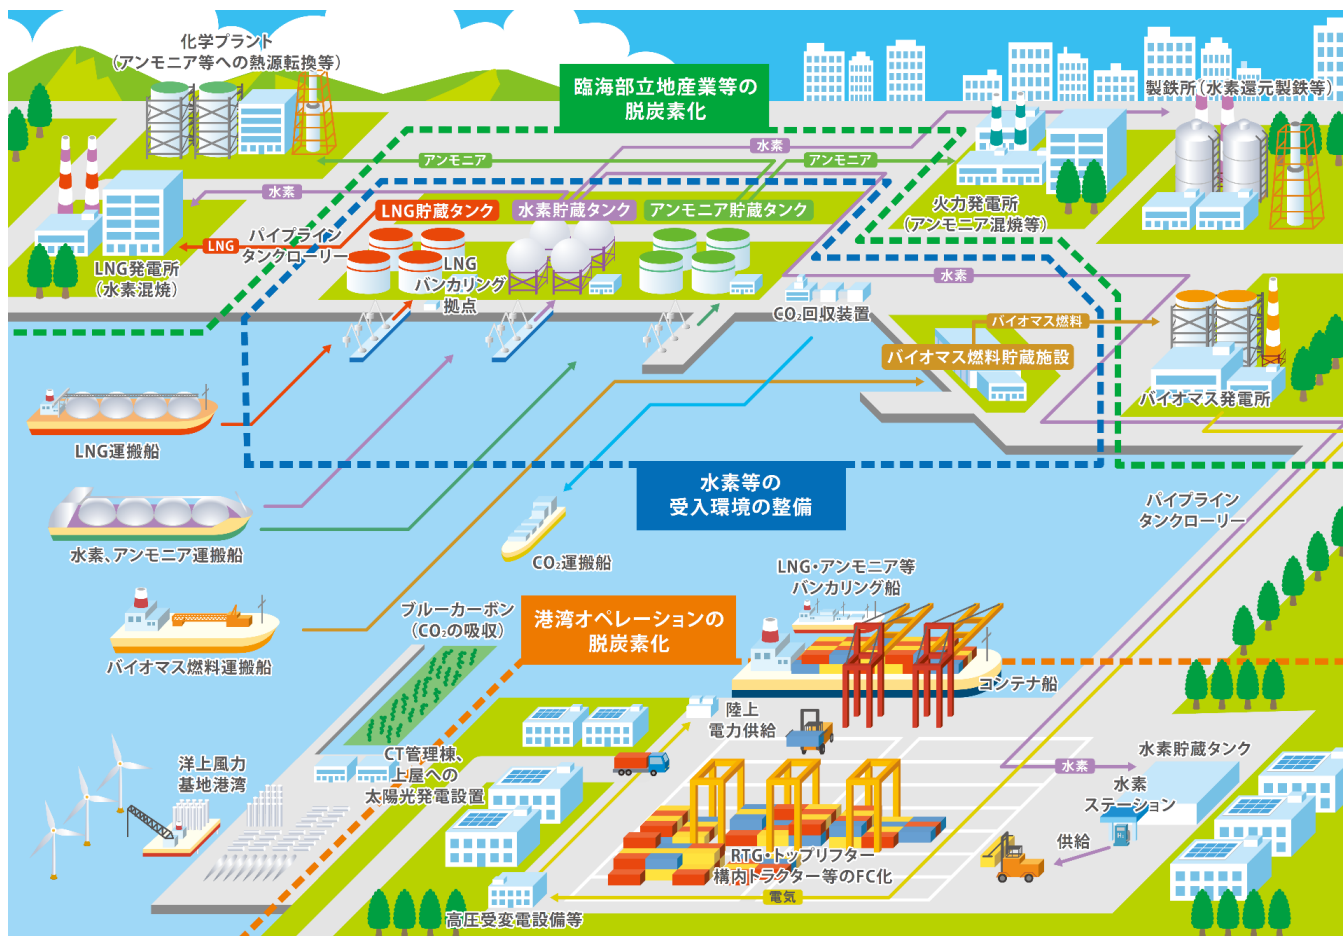 化学プラント
(アンモニア等への熱源転換等)
臨海部立地産業等の
脱炭素化
製鉄所(水素還元製鉄等)
水素
アンモニア
アンモニア
水素
火力発電所
(アンモニア混焼等)
LNG貯蔵タンク
水素貯蔵タンク
アンモニア貯蔵タンク
LNG
パイプライン
タンクローリー
LNG発電所
(水素混焼)
LNG
バンカリング
拠点
水素
CO₂回収装置
バイオマス燃料
バイオマス燃料貯蔵施設
バイオマス発電所
LNG運搬船
水素等の
受入環境の整備
パイプライン
タンクローリー
水素、アンモニア運搬船
CO₂運搬船
LNG・アンモニア等
バンカリング船
ブルーカーボン
(CO₂の吸収)
港湾オペレーションの
脱炭素化
バイオマス燃料運搬船
コンテナ船
陸上
電力供給
洋上風力
基地港湾
CT管理棟、
上屋への
太陽光発電設置
水素貯蔵タンク
水素
水素
ステーション
供給
RTG・トップリフター
構内トラクター等のFC化
電気
高圧受変電設備等